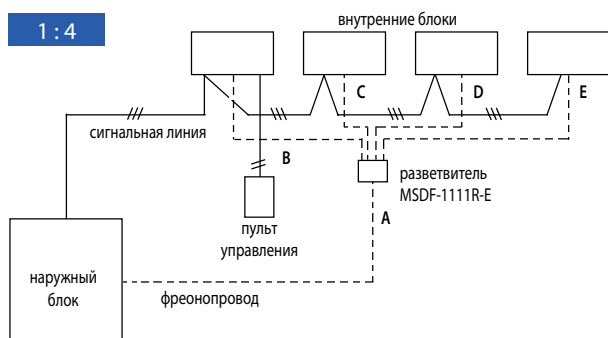 1 : 4
внутренние блоки
C
D
E
сигнальная линия
B
разветвитель
MSDF-1111R-E
A
пульт
управления
наружный
блок
фреонопровод